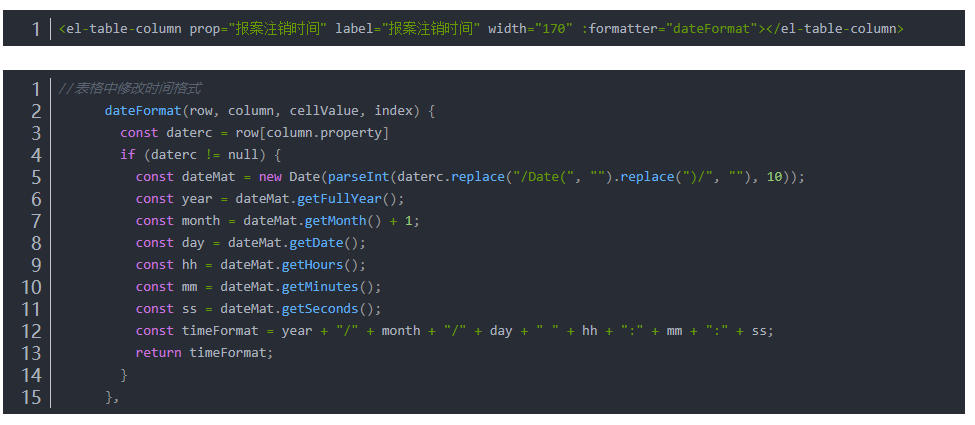 1 <el-table-column prop="报案注销时间" label="报案注销时间" width="170" :formatter="dateFormat"></el-table-column>
1 //表格中修改时间格式
2 dateFormat(row, column, cellValue, index) {
3 const daterc = row[column.property]
4 if (daterc != null) {
5 const dateMat = new Date(parseInt(daterc.replace("/Date(", "").replace(")/", ""), 10));
6 const year = dateMat.getFullYear();
7 const month = dateMat.getMonth() + 1;
8 const day = dateMat.getDate();
9 const hh = dateMat.getHours();
10 const mm = dateMat.getMinutes();
11 const ss = dateMat.getSeconds();
12 const timeFormat = year + "/" + month + "/" + day + " " + hh + ":" + mm + ":" + ss;
13 return timeFormat;
14 }
15 },